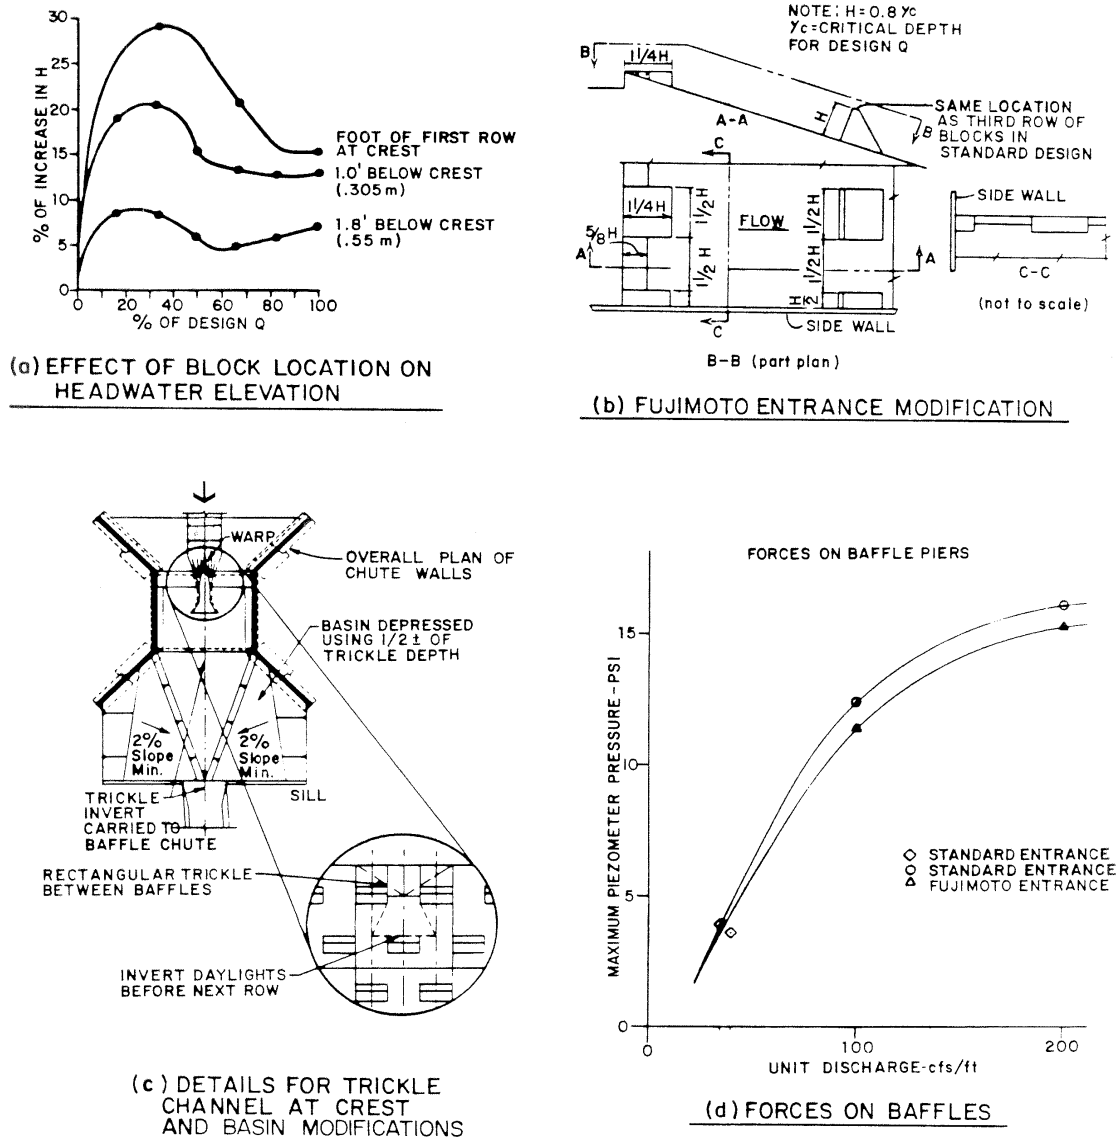 30
25
20
15
10
5
0
% OF INCREASE IN H
0 20 40 60 80 100
% OF DESIGN Q
FOOT OF FIRST ROW
AT CREST
1.0' BELOW CREST
(.305 m)
1.8' BELOW CREST
(.55 m)
(a) EFFECT OF BLOCK LOCATION ON
HEADWATER ELEVATION
NOTE: H=0.8 yc
yc=CRITICAL DEPTH
FOR DESIGN Q
B
1 1/4 H
A-A
H
B
SAME LOCATION
AS THIRD ROW OF
BLOCKS IN
STANDARD DESIGN
C
1 1/4 H
1 1/2 H
FLOW
1 1/2 H
5/8 H
A
1 1/2 H
1 1/2 H
H/2
A
C
SIDE WALL
B-B (part plan)
SIDE WALL
C-C
(not to scale)
(b) FUJIMOTO ENTRANCE MODIFICATION
WARP
OVERALL PLAN OF
CHUTE WALLS
BASIN DEPRESSED
USING 1/2 ± OF
TRICKLE DEPTH
2%
Slope
Min.
2%
Slope
Min.
TRICKLE
INVERT
CARRIED TO
BAFFLE CHUTE
SILL
RECTANGULAR TRICKLE
BETWEEN BAFFLES
INVERT DAYLIGHTS
BEFORE NEXT ROW
(c) DETAILS FOR TRICKLE
CHANNEL AT CREST
AND BASIN MODIFICATIONS
FORCES ON BAFFLE PIERS
MAXIMUM PIEZOMETER PRESSURE-PSI
15
10
5
0
0 100 200
UNIT DISCHARGE-cfs/ft
STANDARD ENTRANCE
STANDARD ENTRANCE
FUJIMOTO ENTRANCE
(d) FORCES ON BAFFLES